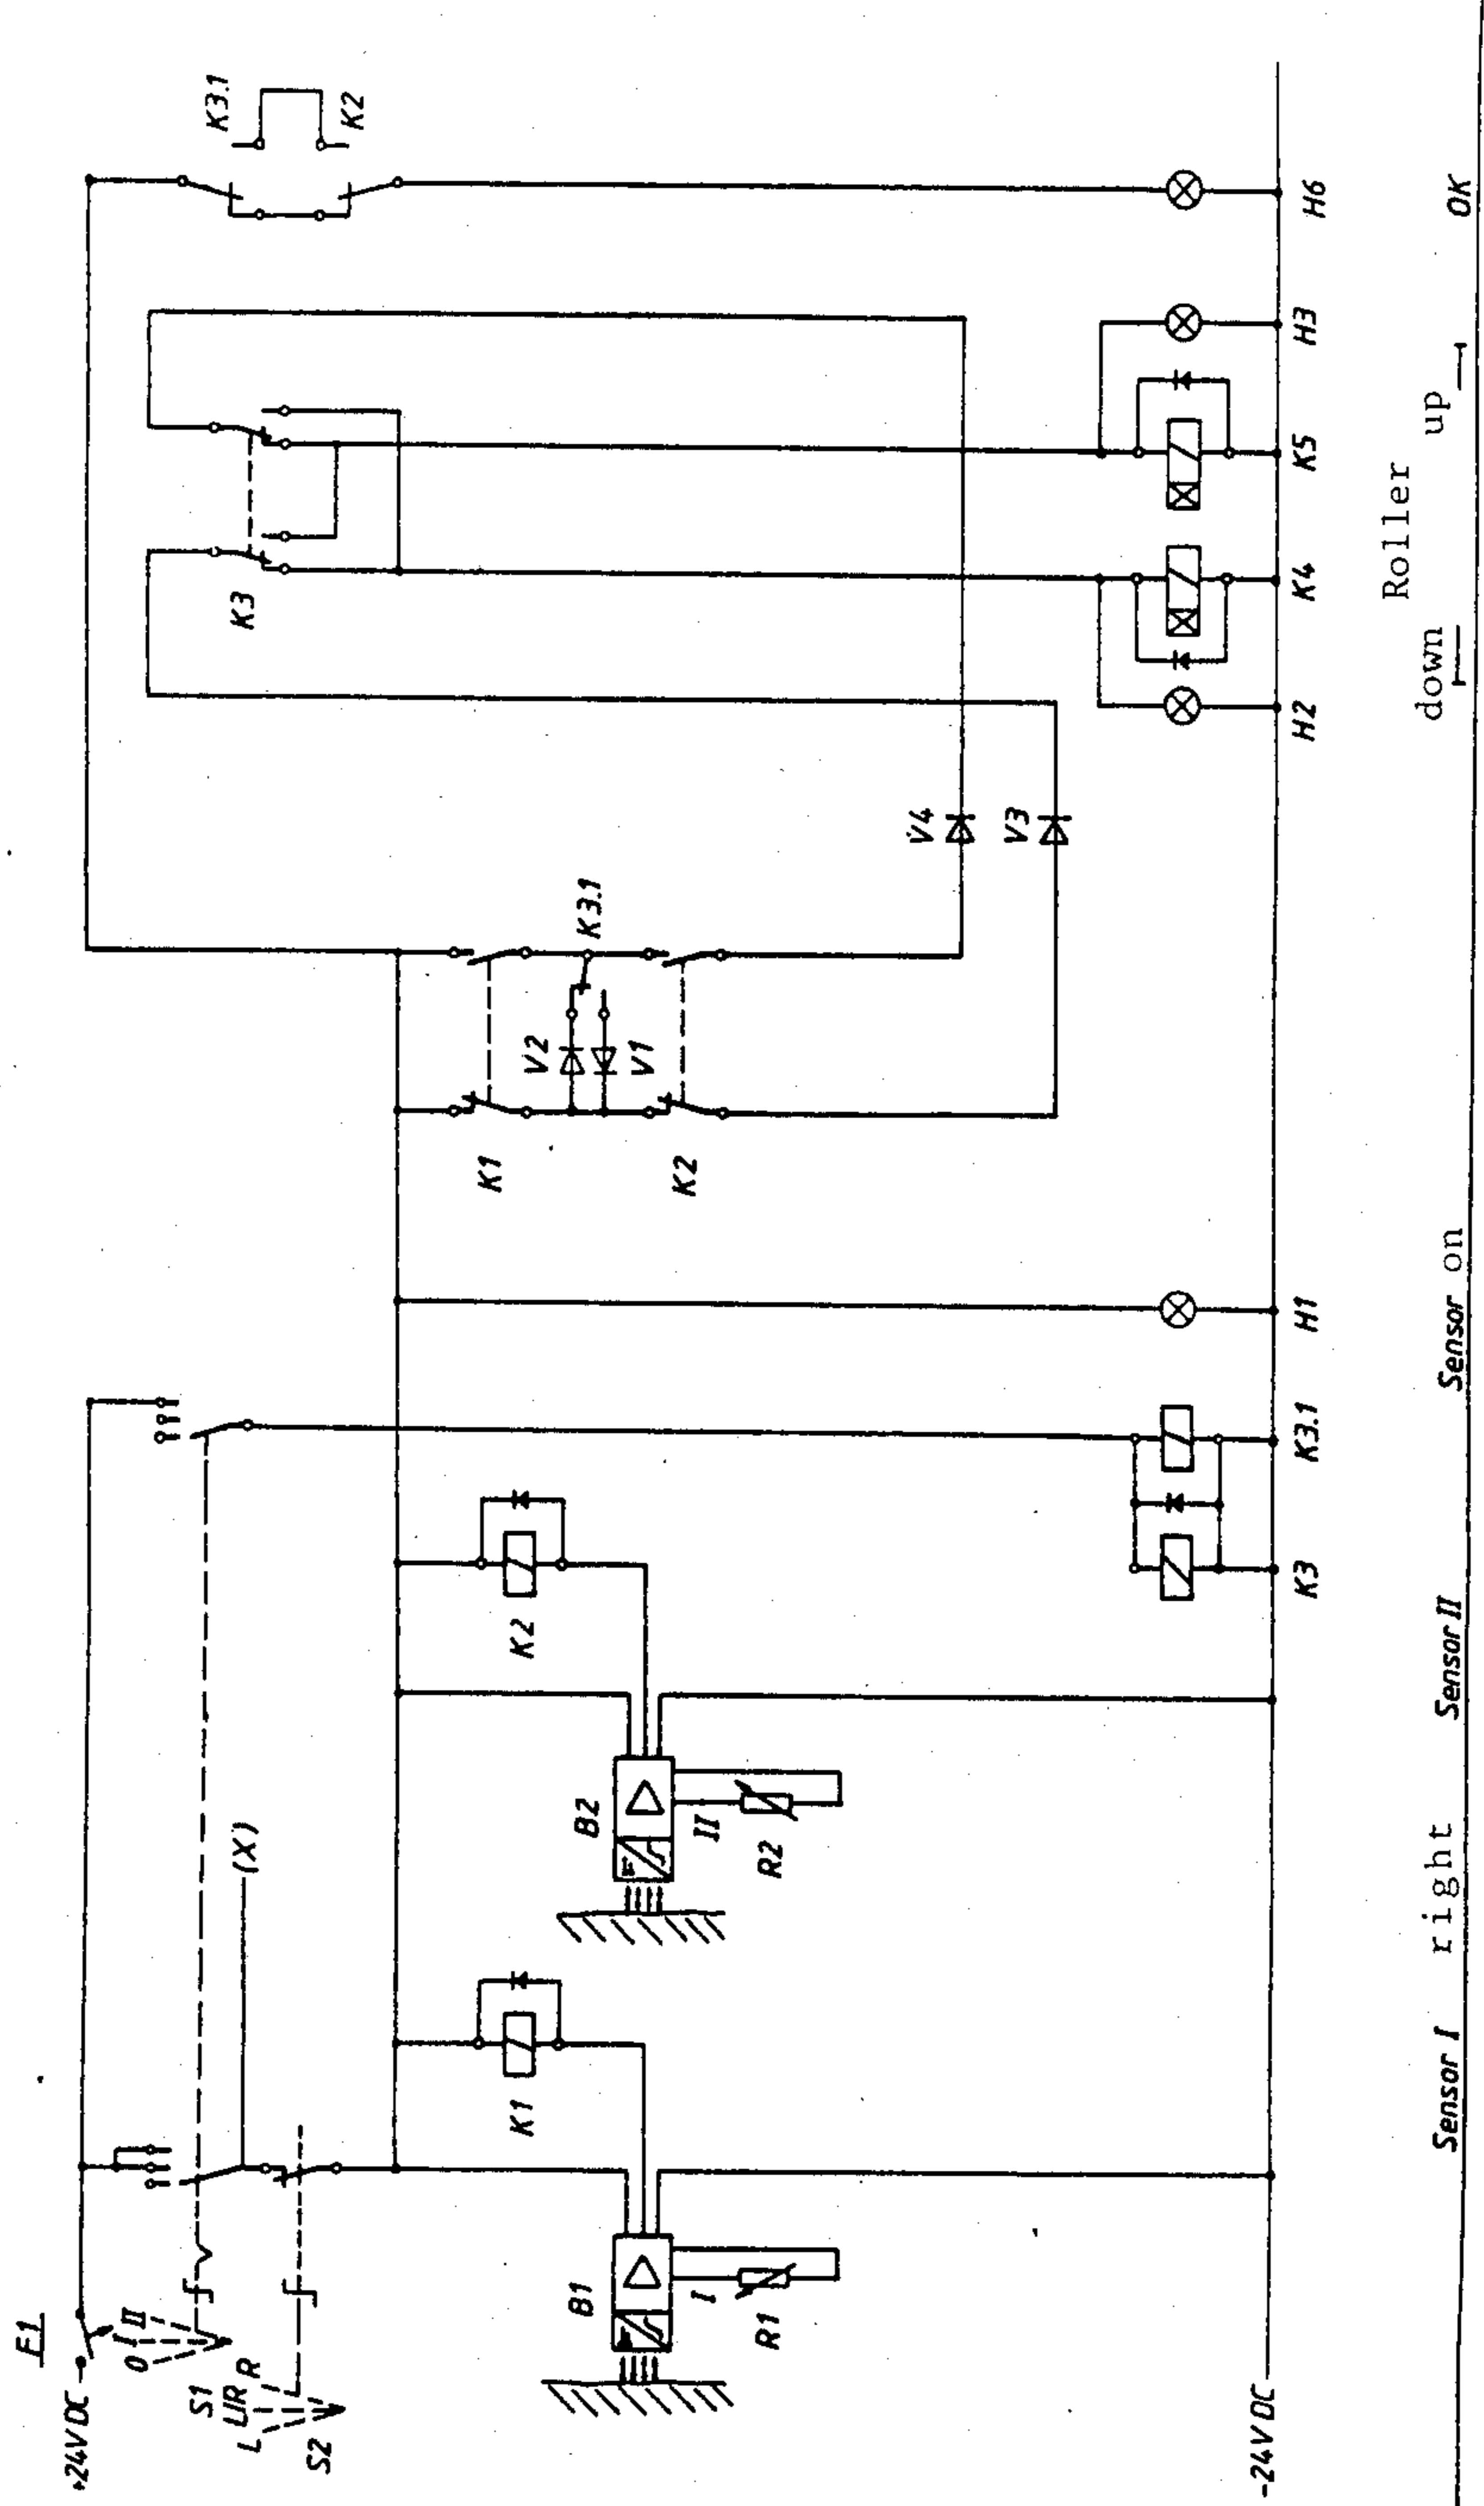 F1
+24V DC
0 I II
S1
L L/R R
S2
(X)
K1
B1
I
R1
K2
B2
II
R2
K3
K3.1
H1
K1
K2
K3.1
V2
V1
V4
V3
K3
H2
K4
K5
H3
K3.1
K2
H6
-24V DC
Sensor I
right
Sensor II
Sensor on
Roller
down
up
OK